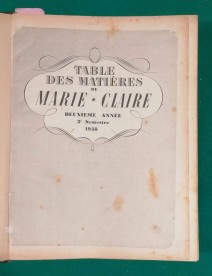 TABLE
DES MATIÈRES
DE
MARIE * CLAIRE
DEUXIÈME ANNÉE
2e Semestre
1938